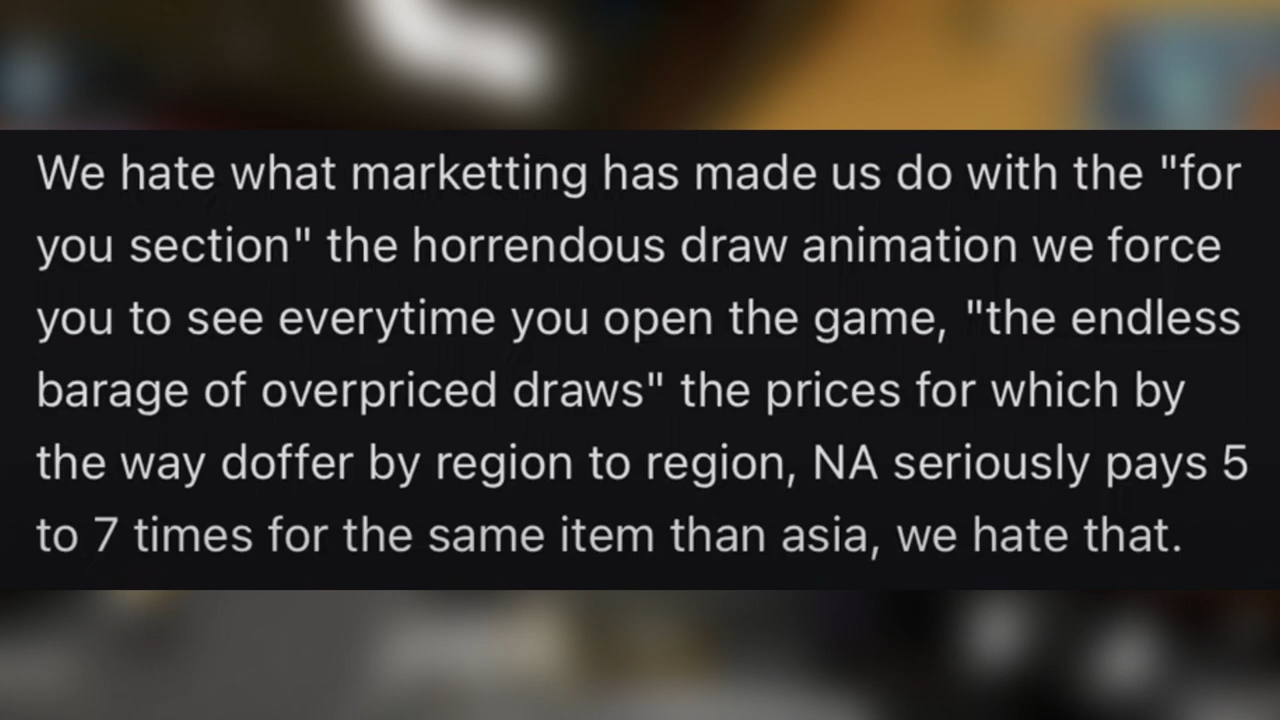 We hate what marketting has made us do with the "for
you section" the horrendous draw animation we force
you to see everytime you open the game, "the endless
barage of overpriced draws" the prices for which by
the way doffer by region to region, NA seriously pays 5
to 7 times for the same item than asia, we hate that.